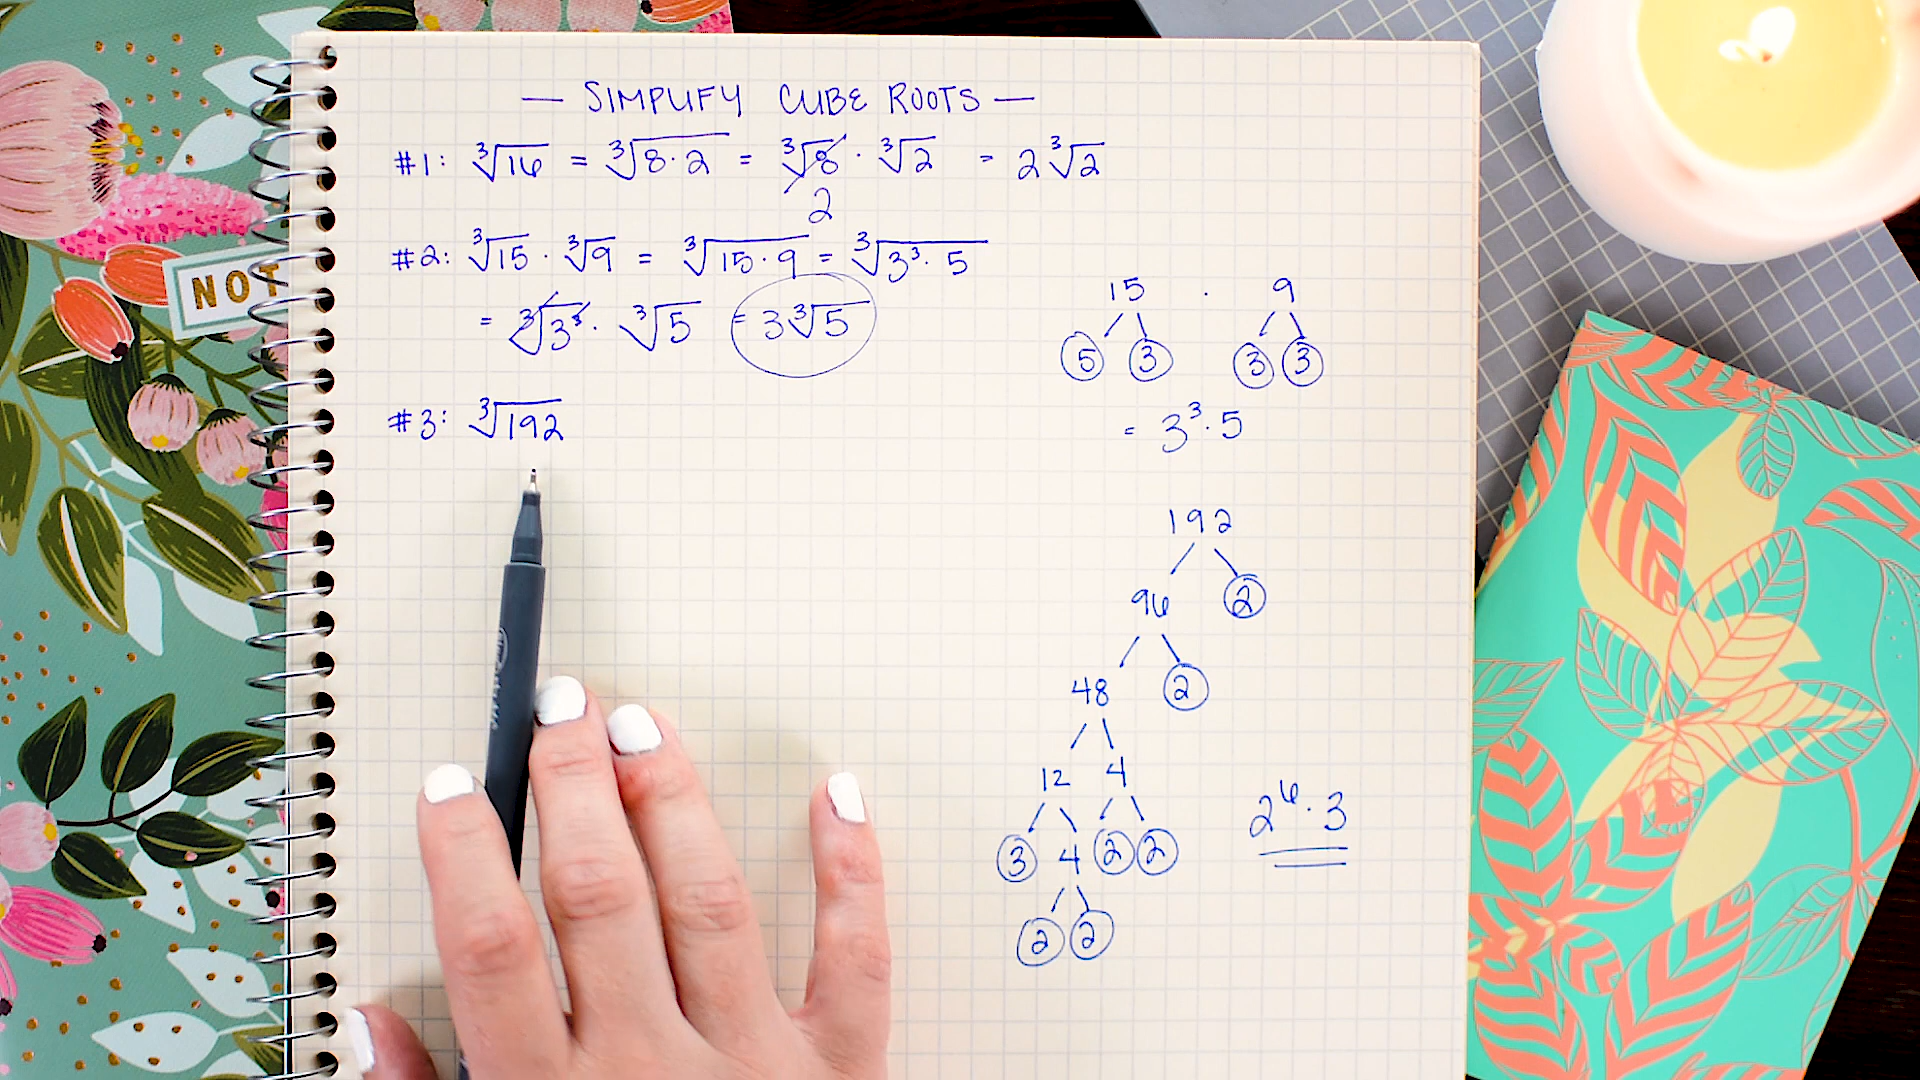 — SIMPLIFY CUBE ROOTS —
#1: ∛16 = ∛8·2 = ∛8 · ∛2 = 2∛2
2
#2: ∛15 · ∛9 = ∛15·9 = ∛3³·5
= ∛3³ · ∛5 = 3∛5
15 · 9
5 3 3 3
= 3³·5
#3: ∛192
192
96 2
48 2
12 4
3 4 2 2
2 2
2⁶·3
NOT